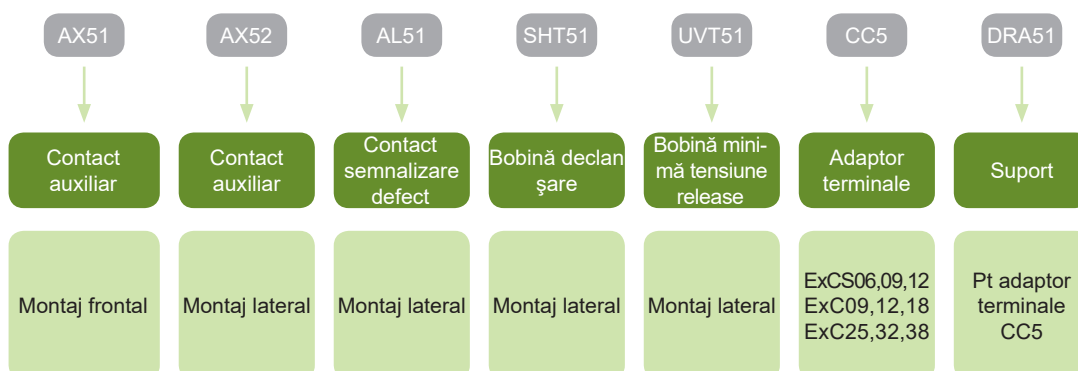 AX51
AX52
AL51
SHT51
UVT51
CC5
DRA51
Contact
auxiliar
Contact
auxiliar
Contact
semnalizare
defect
Bobină declan
şare
Bobină mini-
mă tensiune
release
Adaptor
terminale
Suport
Montaj frontal
Montaj lateral
Montaj lateral
Montaj lateral
Montaj lateral
ExCS06,09,12
ExC09,12,18
ExC25,32,38
Pt adaptor
terminale
CC5